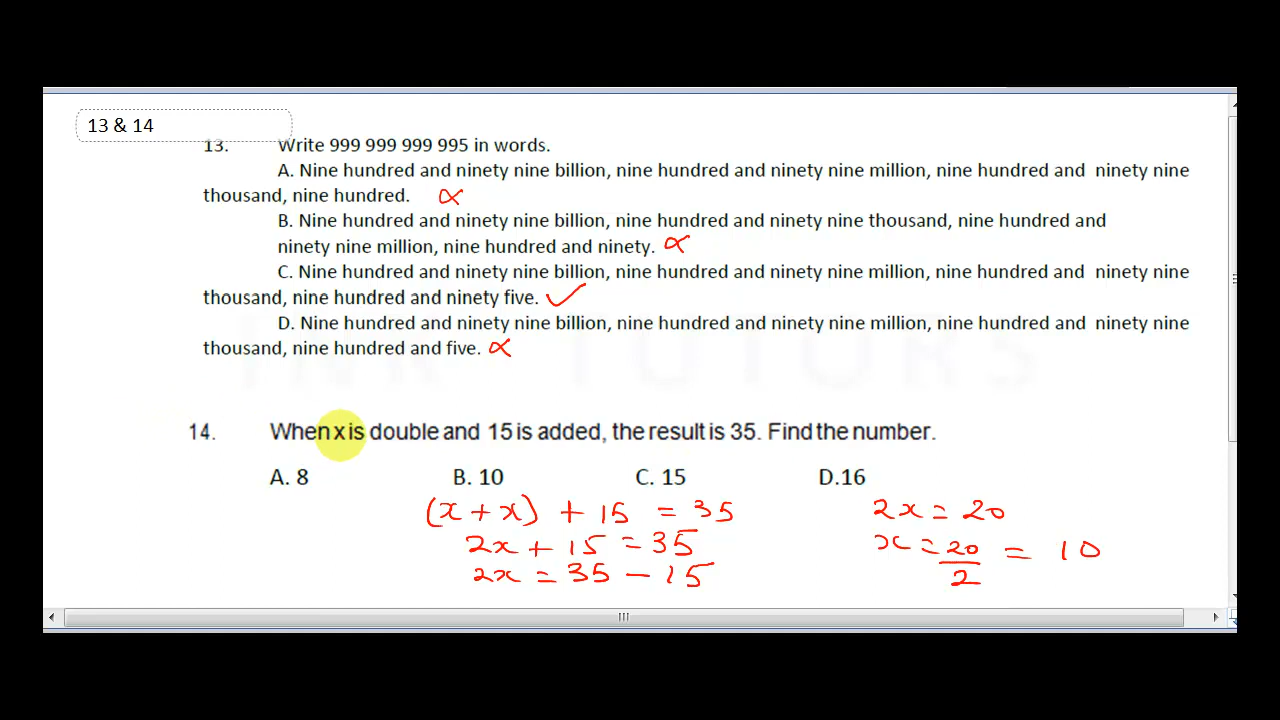 13 & 14
13. Write 999 999 999 995 in words.
A. Nine hundred and ninety nine billion, nine hundred and ninety nine million, nine hundred and ninety nine
thousand, nine hundred. ∝
B. Nine hundred and ninety nine billion, nine hundred and ninety nine thousand, nine hundred and
ninety nine million, nine hundred and ninety. ∝
C. Nine hundred and ninety nine billion, nine hundred and ninety nine million, nine hundred and ninety nine
thousand, nine hundred and ninety five. ✓
D. Nine hundred and ninety nine billion, nine hundred and ninety nine million, nine hundred and ninety nine
thousand, nine hundred and five. ∝
TUTORS
14. When x is double and 15 is added, the result is 35. Find the number.
A. 8 B. 10 C. 15 D.16
(x + x) + 15 = 35
2x + 15 = 35
2x = 35 - 15
2x = 20
x = 20/2 = 10